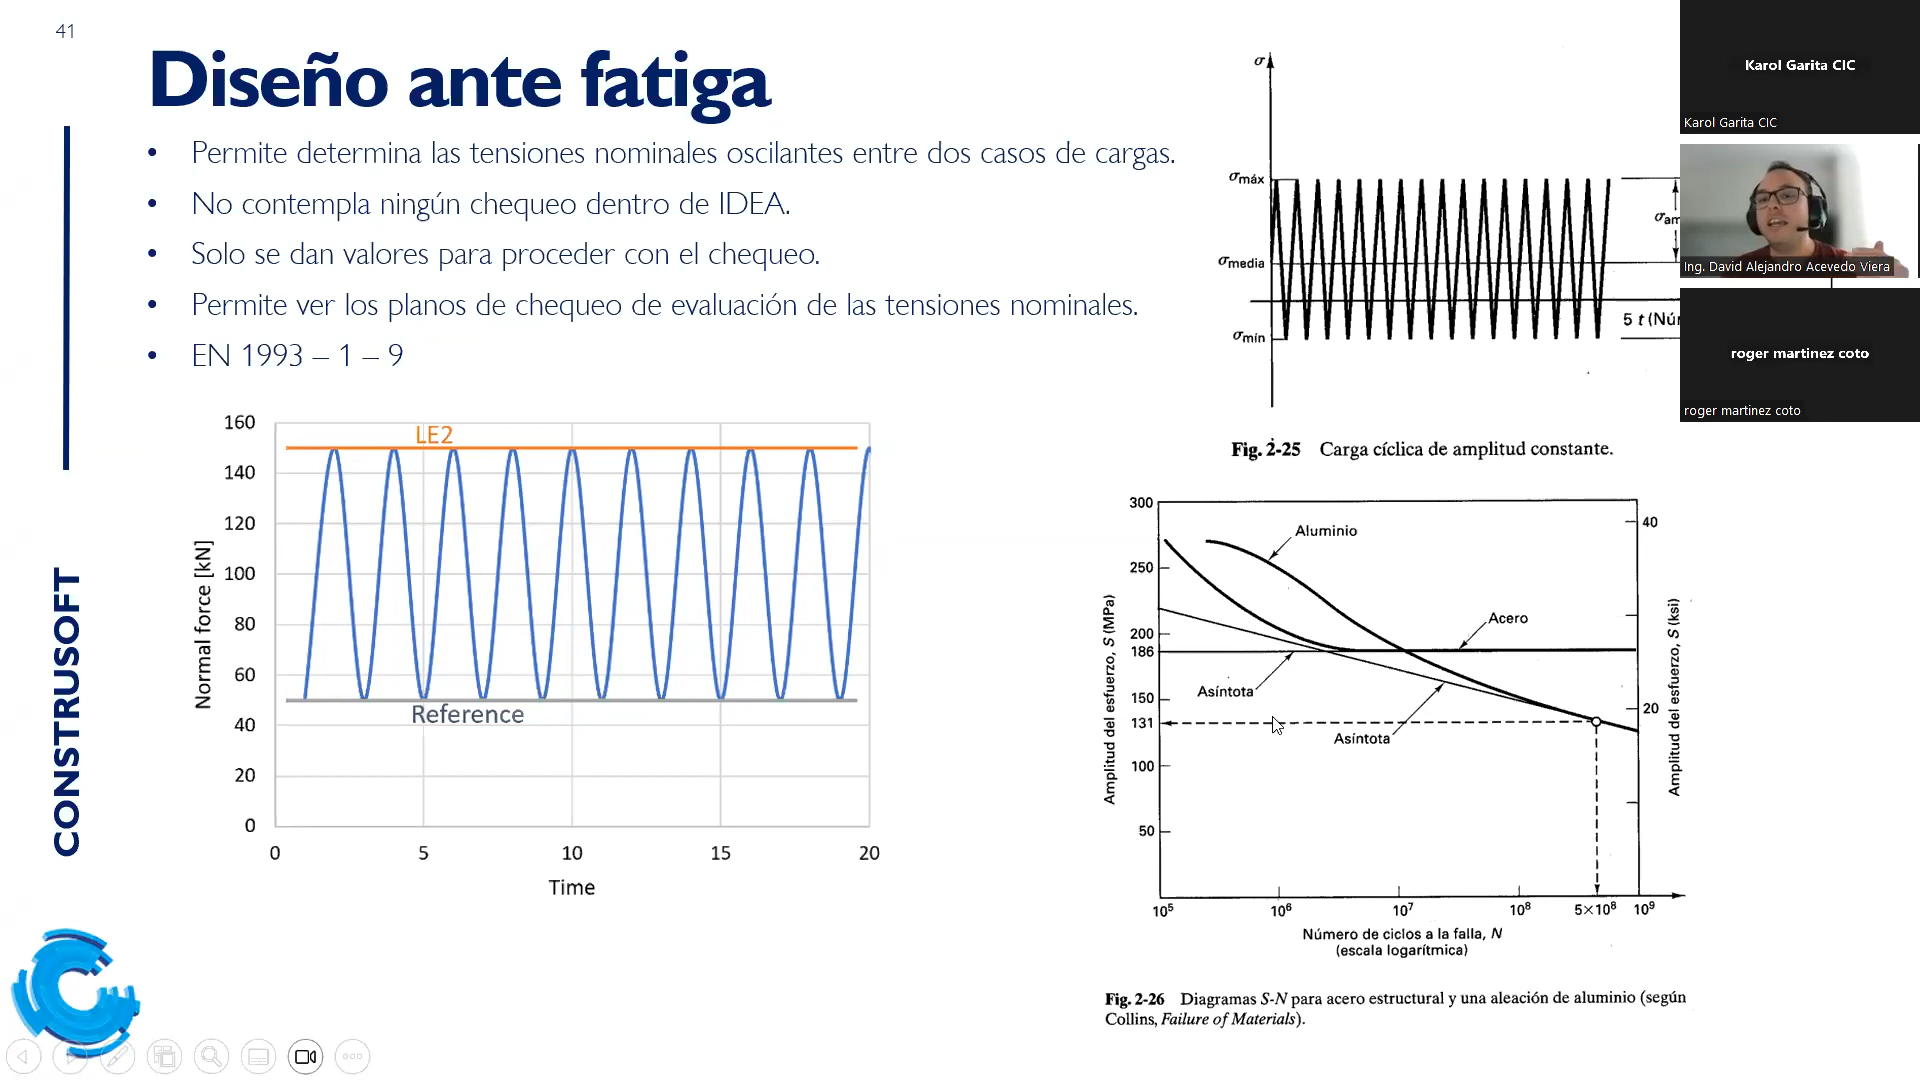 41
Diseño ante fatiga
• Permite determina las tensiones nominales oscilantes entre dos casos de cargas.
• No contempla ningún chequeo dentro de IDEA.
• Solo se dan valores para proceder con el chequeo.
• Permite ver los planos de chequeo de evaluación de las tensiones nominales.
• EN 1993 – 1 – 9
CONSTRUSOFT
160
140
120
100
80
60
40
20
0
Normal force [kN]
LE2
Reference
0 5 10 15 20
Time
σ
σmáx
σmedia
σmín
σam
5 t (Nú
Fig. 2-25 Carga cíclica de amplitud constante.
300
250
200
186
150
131
100
50
Amplitud del esfuerzo, S (MPa)
Aluminio
Acero
Asíntota
Asíntota
40
20
Amplitud del esfuerzo, S (ksi)
10⁵ 10⁶ 10⁷ 10⁸ 5×10⁸ 10⁹
Número de ciclos a la falla, N
(escala logarítmica)
Fig. 2-26 Diagramas S-N para acero estructural y una aleación de aluminio (según
Collins, Failure of Materials).
Karol Garita CIC
Karol Garita CIC
Ing. David Alejandro Acevedo Viera
roger martinez coto
roger martinez coto